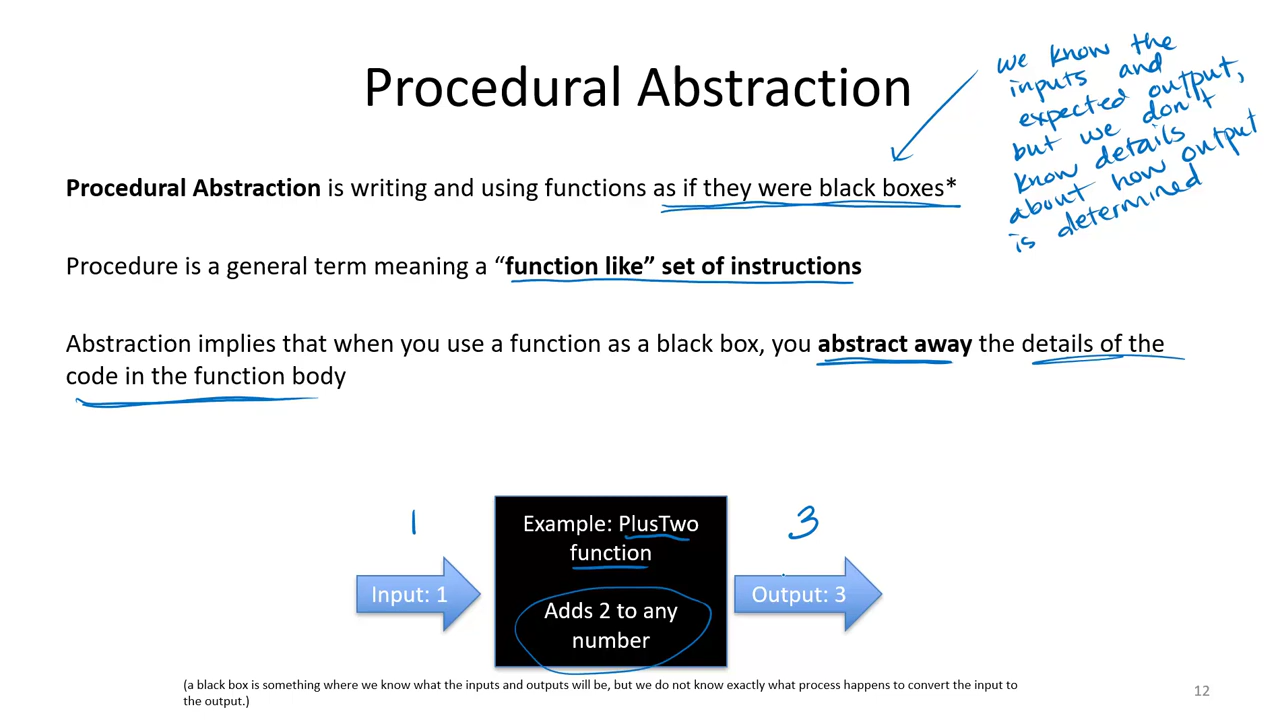 Procedural Abstraction
we know the
inputs and
expected output,
but we don't
know details
about how output
is determined
Procedural Abstraction is writing and using functions as if they were black boxes*
Procedure is a general term meaning a “function like” set of instructions
Abstraction implies that when you use a function as a black box, you abstract away the details of the
code in the function body
1
3
Example: PlusTwo
function
Input: 1
Output: 3
Adds 2 to any
number
(a black box is something where we know what the inputs and outputs will be, but we do not know exactly what process happens to convert the input to
the output.)
12